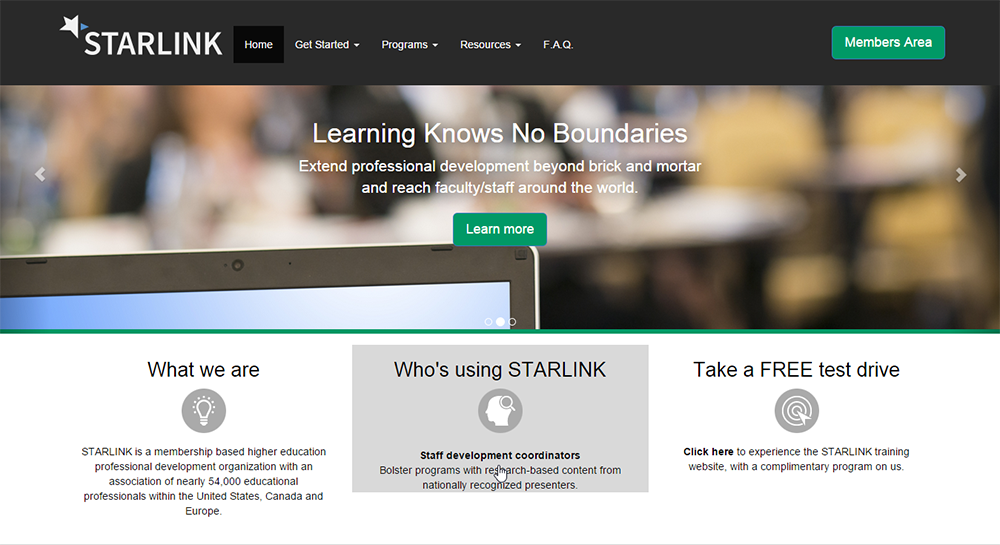 STARLINK
Home
Get Started
Programs
Resources
F.A.Q.
Members Area
Learning Knows No Boundaries
Extend professional development beyond brick and mortar
and reach faculty/staff around the world.
Learn more
What we are
STARLINK is a membership based higher education
professional development organization with an
association of nearly 54,000 educational
professionals within the United States, Canada and
Europe.
Who's using STARLINK
Staff development coordinators
Bolster programs with research-based content from
nationally recognized presenters.
Take a FREE test drive
Click here to experience the STARLINK training
website, with a complimentary program on us.